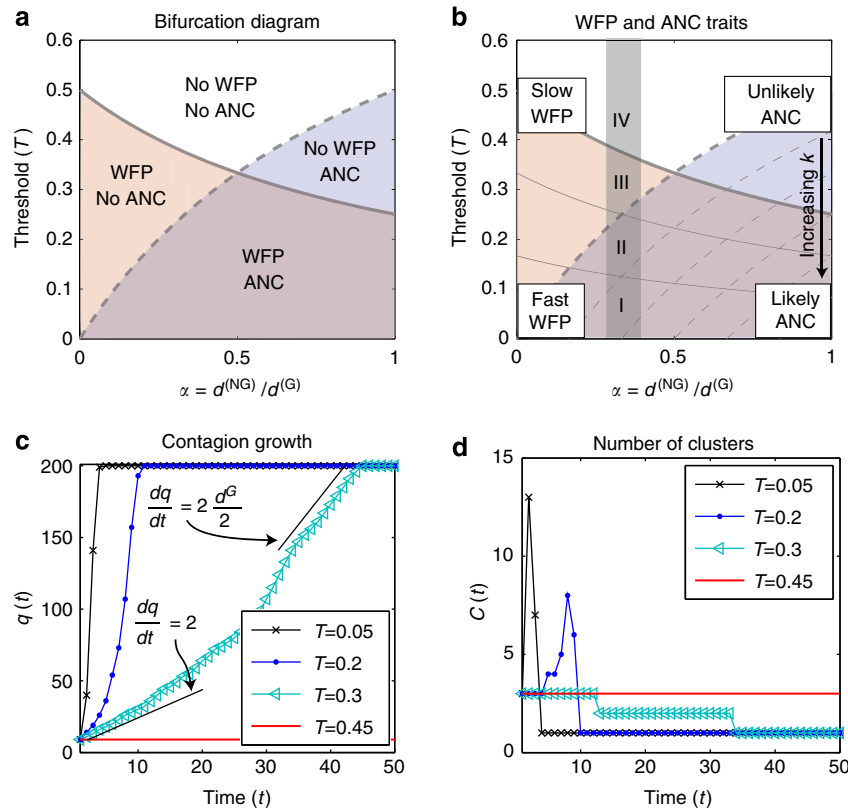 a
Bifurcation diagram
0.6
0.5
0.4
0.3
0.2
0.1
0
Threshold (T)
No WFP
No ANC
WFP
No ANC
No WFP
ANC
WFP
ANC
0
0.5
1
α = d(NG) /d(G)
b
WFP and ANC traits
0.6
0.5
0.4
0.3
0.2
0.1
0
Threshold (T)
Slow
WFP
Unlikely
ANC
IV
III
II
I
Increasing k
Fast
WFP
Likely
ANC
0
0.5
1
α = d(NG) /d(G)
c
Contagion growth
200
150
100
50
0
q (t)
dq/dt = 2 dG/2
dq/dt = 2
T=0.05
T=0.2
T=0.3
T=0.45
10
20
30
40
50
Time (t)
d
Number of clusters
15
10
5
0
C (t)
T=0.05
T=0.2
T=0.3
T=0.45
10
20
30
40
50
Time (t)